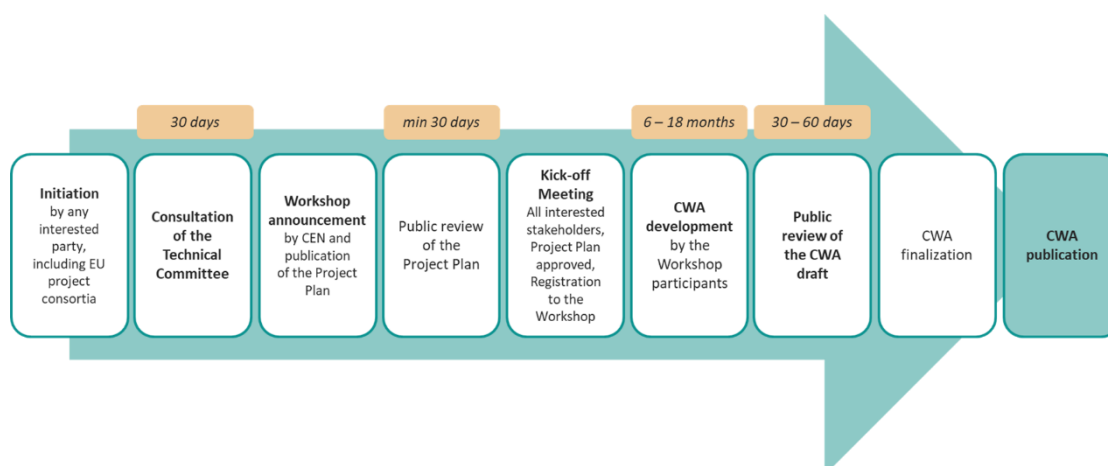 30 days
min 30 days
6 – 18 months
30 – 60 days
Initiation
by any
interested
party,
including EU
project
consortia
Consultation
of the
Technical
Committee
Workshop
announcement
by CEN and
publication
of the Project
Plan
Public review
of the
Project Plan
Kick-off
Meeting
All interested
stakeholders,
Project Plan
approved,
Registration
to the
Workshop
CWA
development
by the
Workshop
participants
Public
review of
the CWA
draft
CWA
finalization
CWA
publication